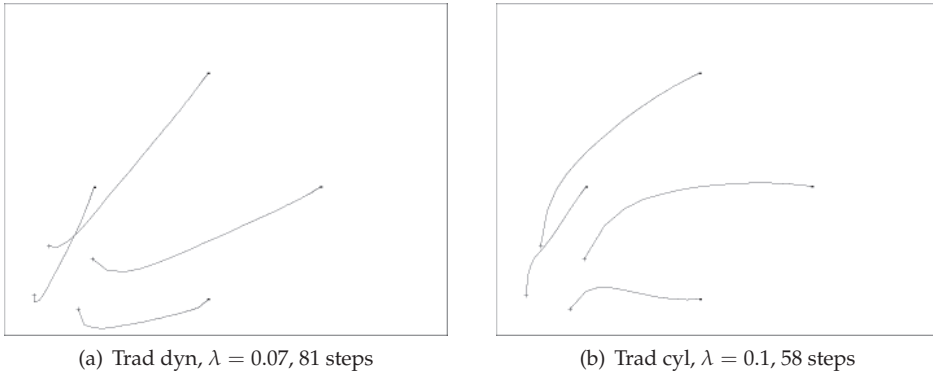 (a) Trad dyn, λ = 0.07, 81 steps
(b) Trad cyl, λ = 0.1, 58 steps